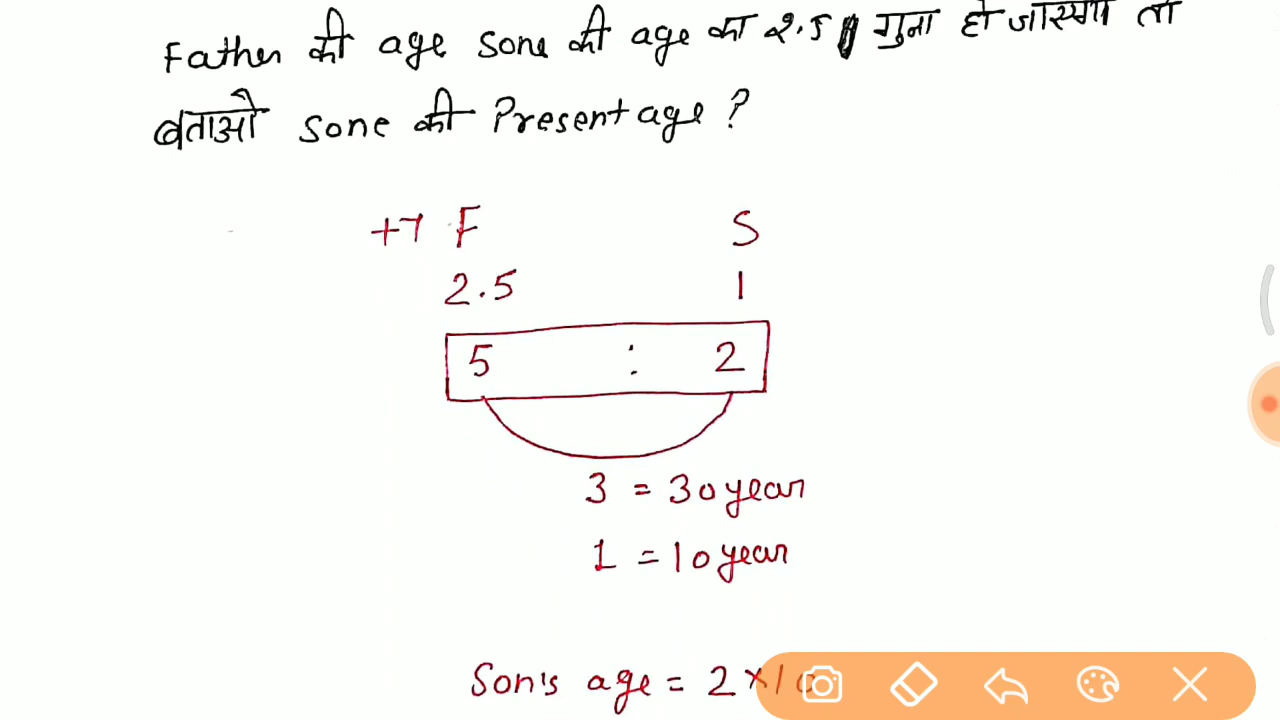 Father की age sone की age का 2.5 गुना हो जाएगा तो
बताओ sone की Present age ?
+7 F S
2.5 1
5 : 2
3 = 30 year
1 = 10 year
Son's age = 2 × 10